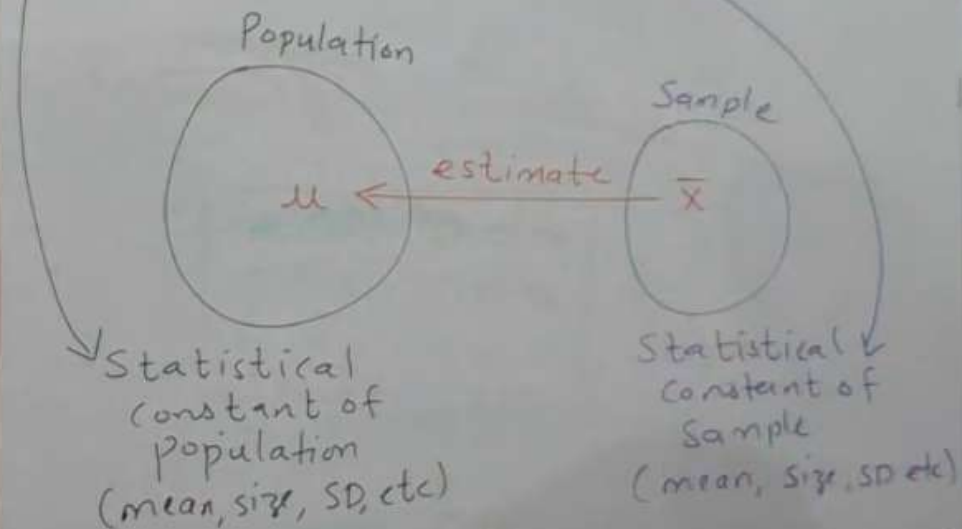 Population
Sample
estimate
μ
x̄
Statistical
constant of
population
(mean, size, SD, etc)
Statistical
constant of
Sample
(mean, size, SD etc)